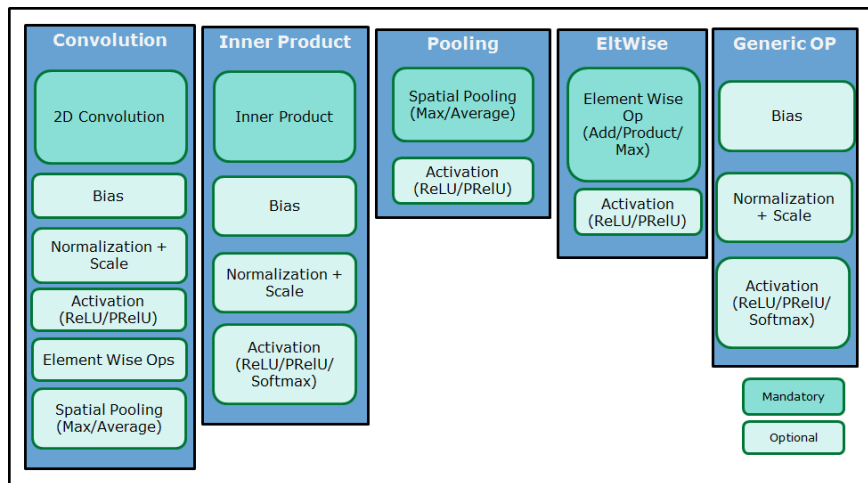 Convolution
2D Convolution
Bias
Normalization +
Scale
Activation
(ReLU/PRelU)
Element Wise Ops
Spatial Pooling
(Max/Average)
Inner Product
Inner Product
Bias
Normalization +
Scale
Activation
(ReLU/PRelU/
Softmax)
Pooling
Spatial Pooling
(Max/Average)
Activation
(ReLU/PRelU)
EltWise
Element Wise
Op
(Add/Product/
Max)
Activation
(ReLU/PRelU)
Generic OP
Bias
Normalization
+ Scale
Activation
(ReLU/PRelU/
Softmax)
Mandatory
Optional